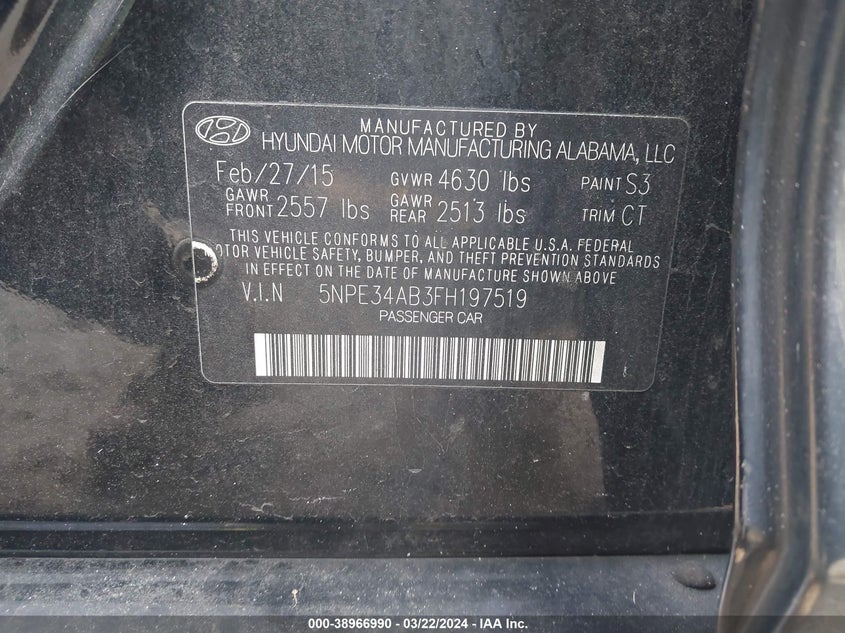 MANUFACTURED BY
HYUNDAI MOTOR MANUFACTURING ALABAMA, LLC
Feb/27/15 GVWR 4630 lbs PAINT S3
GAWR FRONT 2557 lbs GAWR REAR 2513 lbs TRIM CT
THIS VEHICLE CONFORMS TO ALL APPLICABLE U.S.A. FEDERAL
MOTOR VEHICLE SAFETY, BUMPER, AND THEFT PREVENTION STANDARDS
IN EFFECT ON THE DATE OF MANUFACTURE SHOWN ABOVE
V.I.N 5NPE34AB3FH197519
PASSENGER CAR
000-38966990 - 03/22/2024 - IAA Inc.